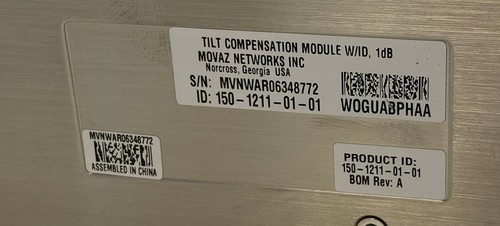 TILT COMPENSATION MODULE W/ID, 1dB
MOVAZ NETWORKS INC
Norcross, Georgia USA
S/N: MVNWAR06348772
ID: 150-1211-01-01
WOGUABPHAA
MVNWAR06348772
ASSEMBLED IN CHINA
PRODUCT ID:
150-1211-01-01
BOM Rev: A